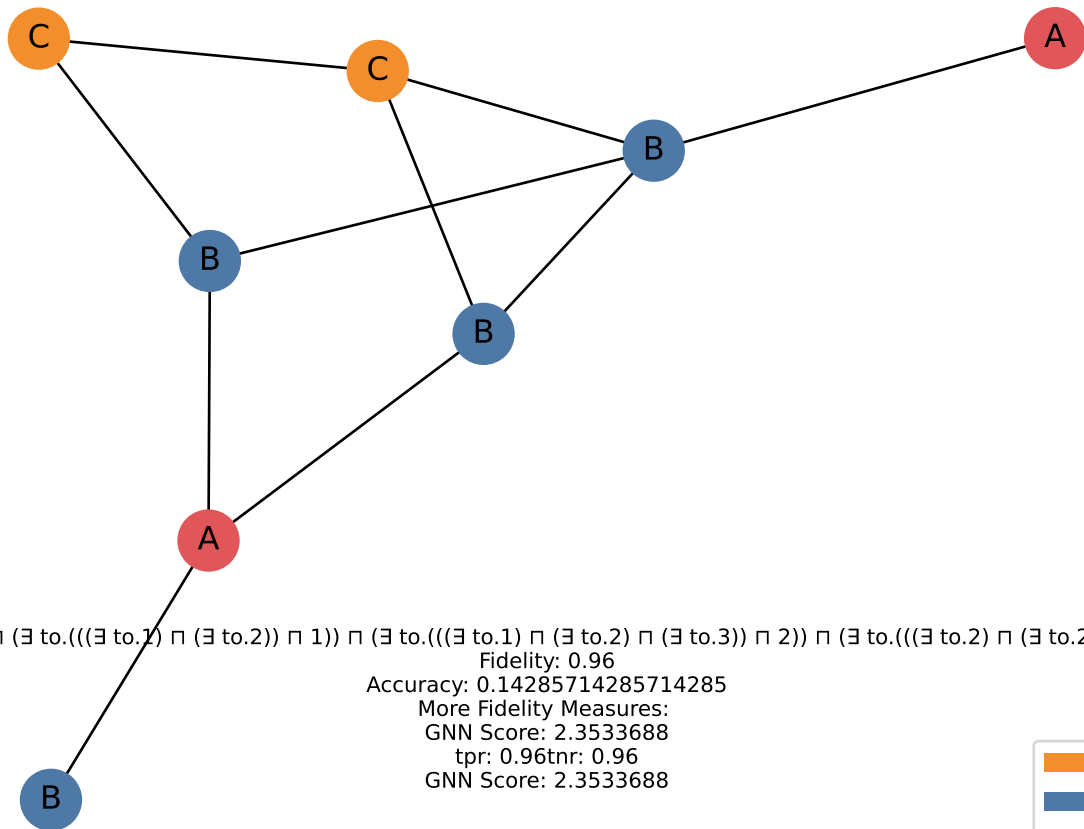 C
C
A
B
B
B
A
(∃ to.(((∃ to.1) ⊓ (∃ to.2)) ⊓ 1)) ⊓ (∃ to.(((∃ to.1) ⊓ (∃ to.2) ⊓ (∃ to.3)) ⊓ 2)) ⊓ (∃ to.(((∃ to.2) ⊓ (∃ to.2
Fidelity: 0.96
Accuracy: 0.14285714285714285
More Fidelity Measures:
GNN Score: 2.3533688
tpr: 0.96tnr: 0.96
GNN Score: 2.3533688
B